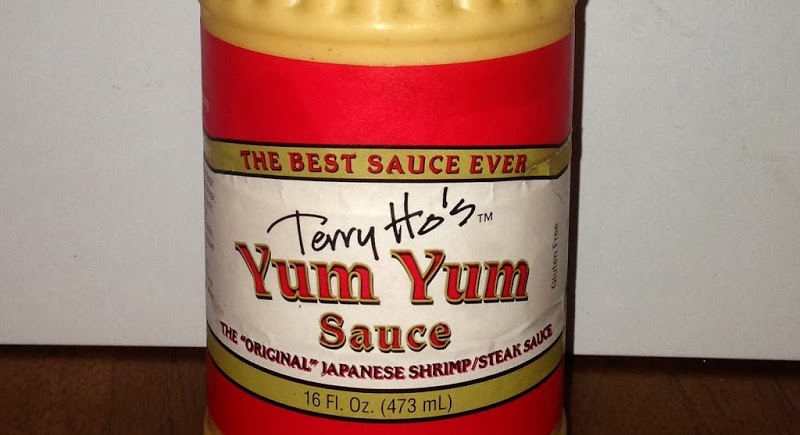 THE BEST SAUCE EVER
Terry Ho's™
Yum Yum
Sauce
THE "ORIGINAL" JAPANESE SHRIMP/STEAK SAUCE
16 Fl. Oz. (473 mL)
Gluten Free